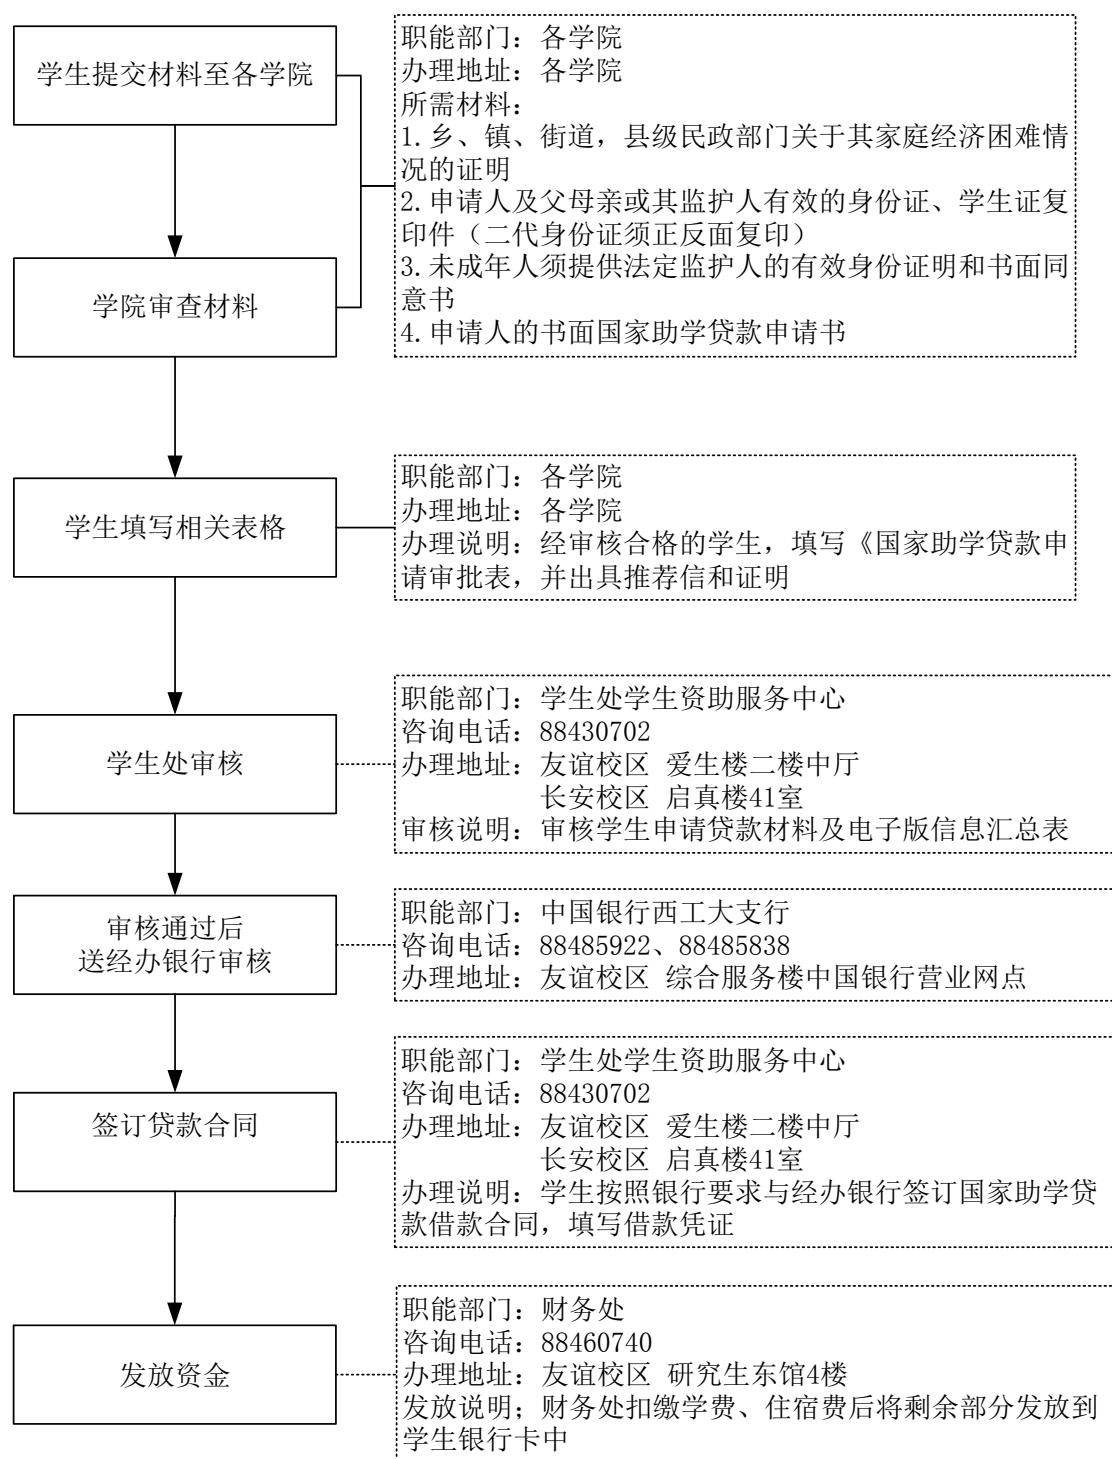 学生提交材料至各学院
职能部门：各学院
办理地址：各学院
所需材料：
1.乡、镇、街道，县级民政部门关于其家庭经济困难情
况的证明
2.申请人及父母亲或其监护人有效的身份证、学生证复
印件（二代身份证须正反面复印）
3.未成年人须提供法定监护人的有效身份证明和书面同
意书
4.申请人的书面国家助学贷款申请书
学院审查材料
学生填写相关表格
职能部门：各学院
办理地址：各学院
办理说明：经审核合格的学生，填写《国家助学贷款申
请审批表，并出具推荐信和证明
学生处审核
职能部门：学生处学生资助服务中心
咨询电话：88430702
办理地址：友谊校区 爱生楼二楼中厅
长安校区 启真楼41室
审核说明：审核学生申请贷款材料及电子版信息汇总表
审核通过后
送经办银行审核
职能部门：中国银行西工大支行
咨询电话：88485922、88485838
办理地址：友谊校区 综合服务楼中国银行营业网点
签订贷款合同
职能部门：学生处学生资助服务中心
咨询电话：88430702
办理地址：友谊校区 爱生楼二楼中厅
长安校区 启真楼41室
办理说明：学生按照银行要求与经办银行签订国家助学贷
款借款合同，填写借款凭证
发放资金
职能部门：财务处
咨询电话：88460740
办理地址：友谊校区 研究生东馆4楼
发放说明；财务处扣缴学费、住宿费后将剩余部分发放到
学生银行卡中